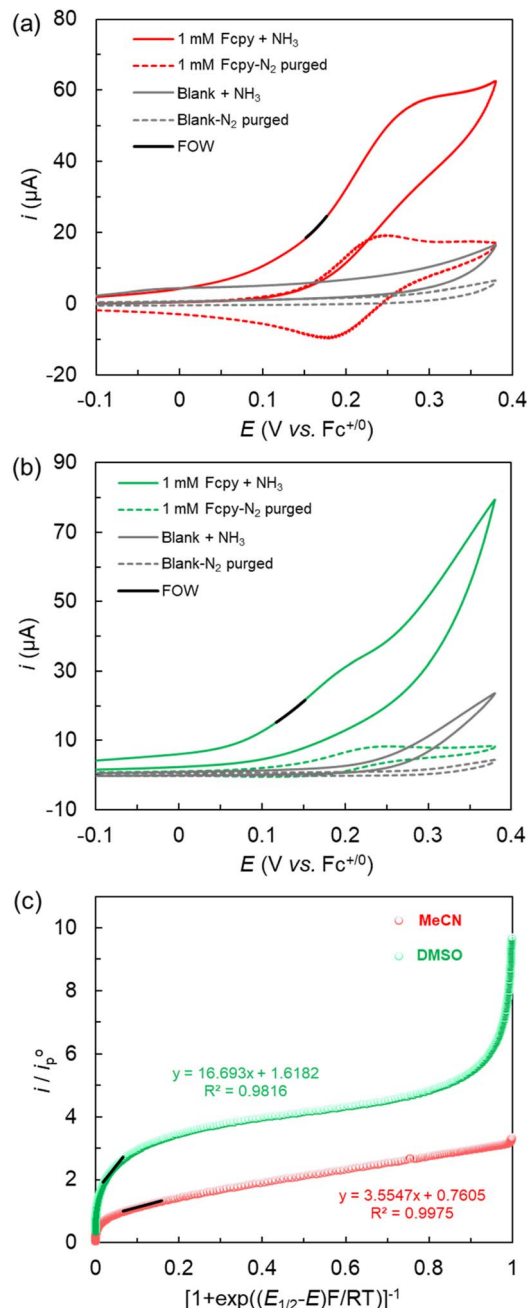 (a)
1 mM Fcpy + NH₃
1 mM Fcpy-N₂ purged
Blank + NH₃
Blank-N₂ purged
FOW
80
60
40
20
0
-20
i (µA)
-0.1 0 0.1 0.2 0.3 0.4
E (V vs. Fc⁺/⁰)
(b)
1 mM Fcpy + NH₃
1 mM Fcpy-N₂ purged
Blank + NH₃
Blank-N₂ purged
FOW
90
70
50
30
10
-10
i (µA)
-0.1 0 0.1 0.2 0.3 0.4
E (V vs. Fc⁺/⁰)
(c)
MeCN
DMSO
10
8
6
4
2
0
i / iₚ°
y = 16.693x + 1.6182
R² = 0.9816
y = 3.5547x + 0.7605
R² = 0.9975
0 0.2 0.4 0.6 0.8 1
[1+exp((E₁/₂-E)F/RT)]⁻¹